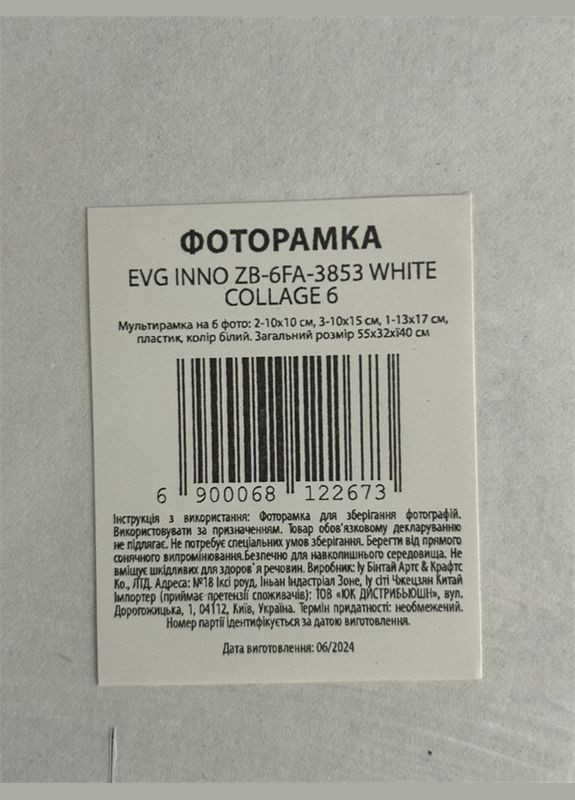 ФОТОРАМКА
EVG INNO ZB-6FA-3853 WHITE
COLLAGE 6
Мультирамка на 6 фото: 2-10х10 см, 3-10х15 см, 1-13х17 см,
пластик, колір білий. Загальний розмір 55х32хї40 см
6 900068 122673
Інструкція з використання: Фоторамка для зберігання фотографій.
Використовувати за призначенням. Товар обов'язковому декларуванню
не підлягає. Не потребує спеціальних умов зберігання. Берегти від прямого
сонячного випромінювання.Безпечно для навколишнього середовища. Не
вміщує шкідливих для здоров`я речовин. Виробник: Іу Бінтай Артс & Крафтс
Ко., ЛТД. Адреса: №18 Іксі роуд, Іньан Індастріал Зоне, Іу сіті Чжецзян Китай
Імпортер (приймає претензії споживачів): ТОВ «ЮК ДИСТРИБЬЮШН», вул.
Дорогожицька, 1, 04112, Київ, Україна. Термін придатності: необмежений.
Номер партії ідентифікується за датою виготовлення.
Дата виготовлення: 06/2024